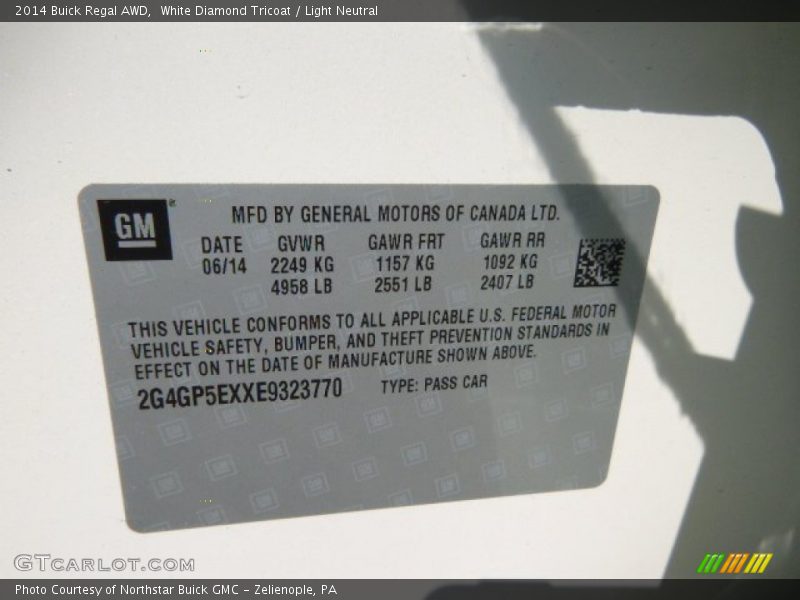 2014 Buick Regal AWD,  White Diamond Tricoat / Light Neutral
GM
MFD BY GENERAL MOTORS OF CANADA LTD.
DATE GVWR GAWR FRT GAWR RR
06/14 2249 KG 1157 KG 1092 KG
4958 LB 2551 LB 2407 LB
THIS VEHICLE CONFORMS TO ALL APPLICABLE U.S. FEDERAL MOTOR
VEHICLE SAFETY, BUMPER, AND THEFT PREVENTION STANDARDS IN
EFFECT ON THE DATE OF MANUFACTURE SHOWN ABOVE.
2G4GP5EXXE9323770 TYPE: PASS CAR
GTCARLOT.COM
Photo Courtesy of Northstar Buick GMC - Zelienople, PA